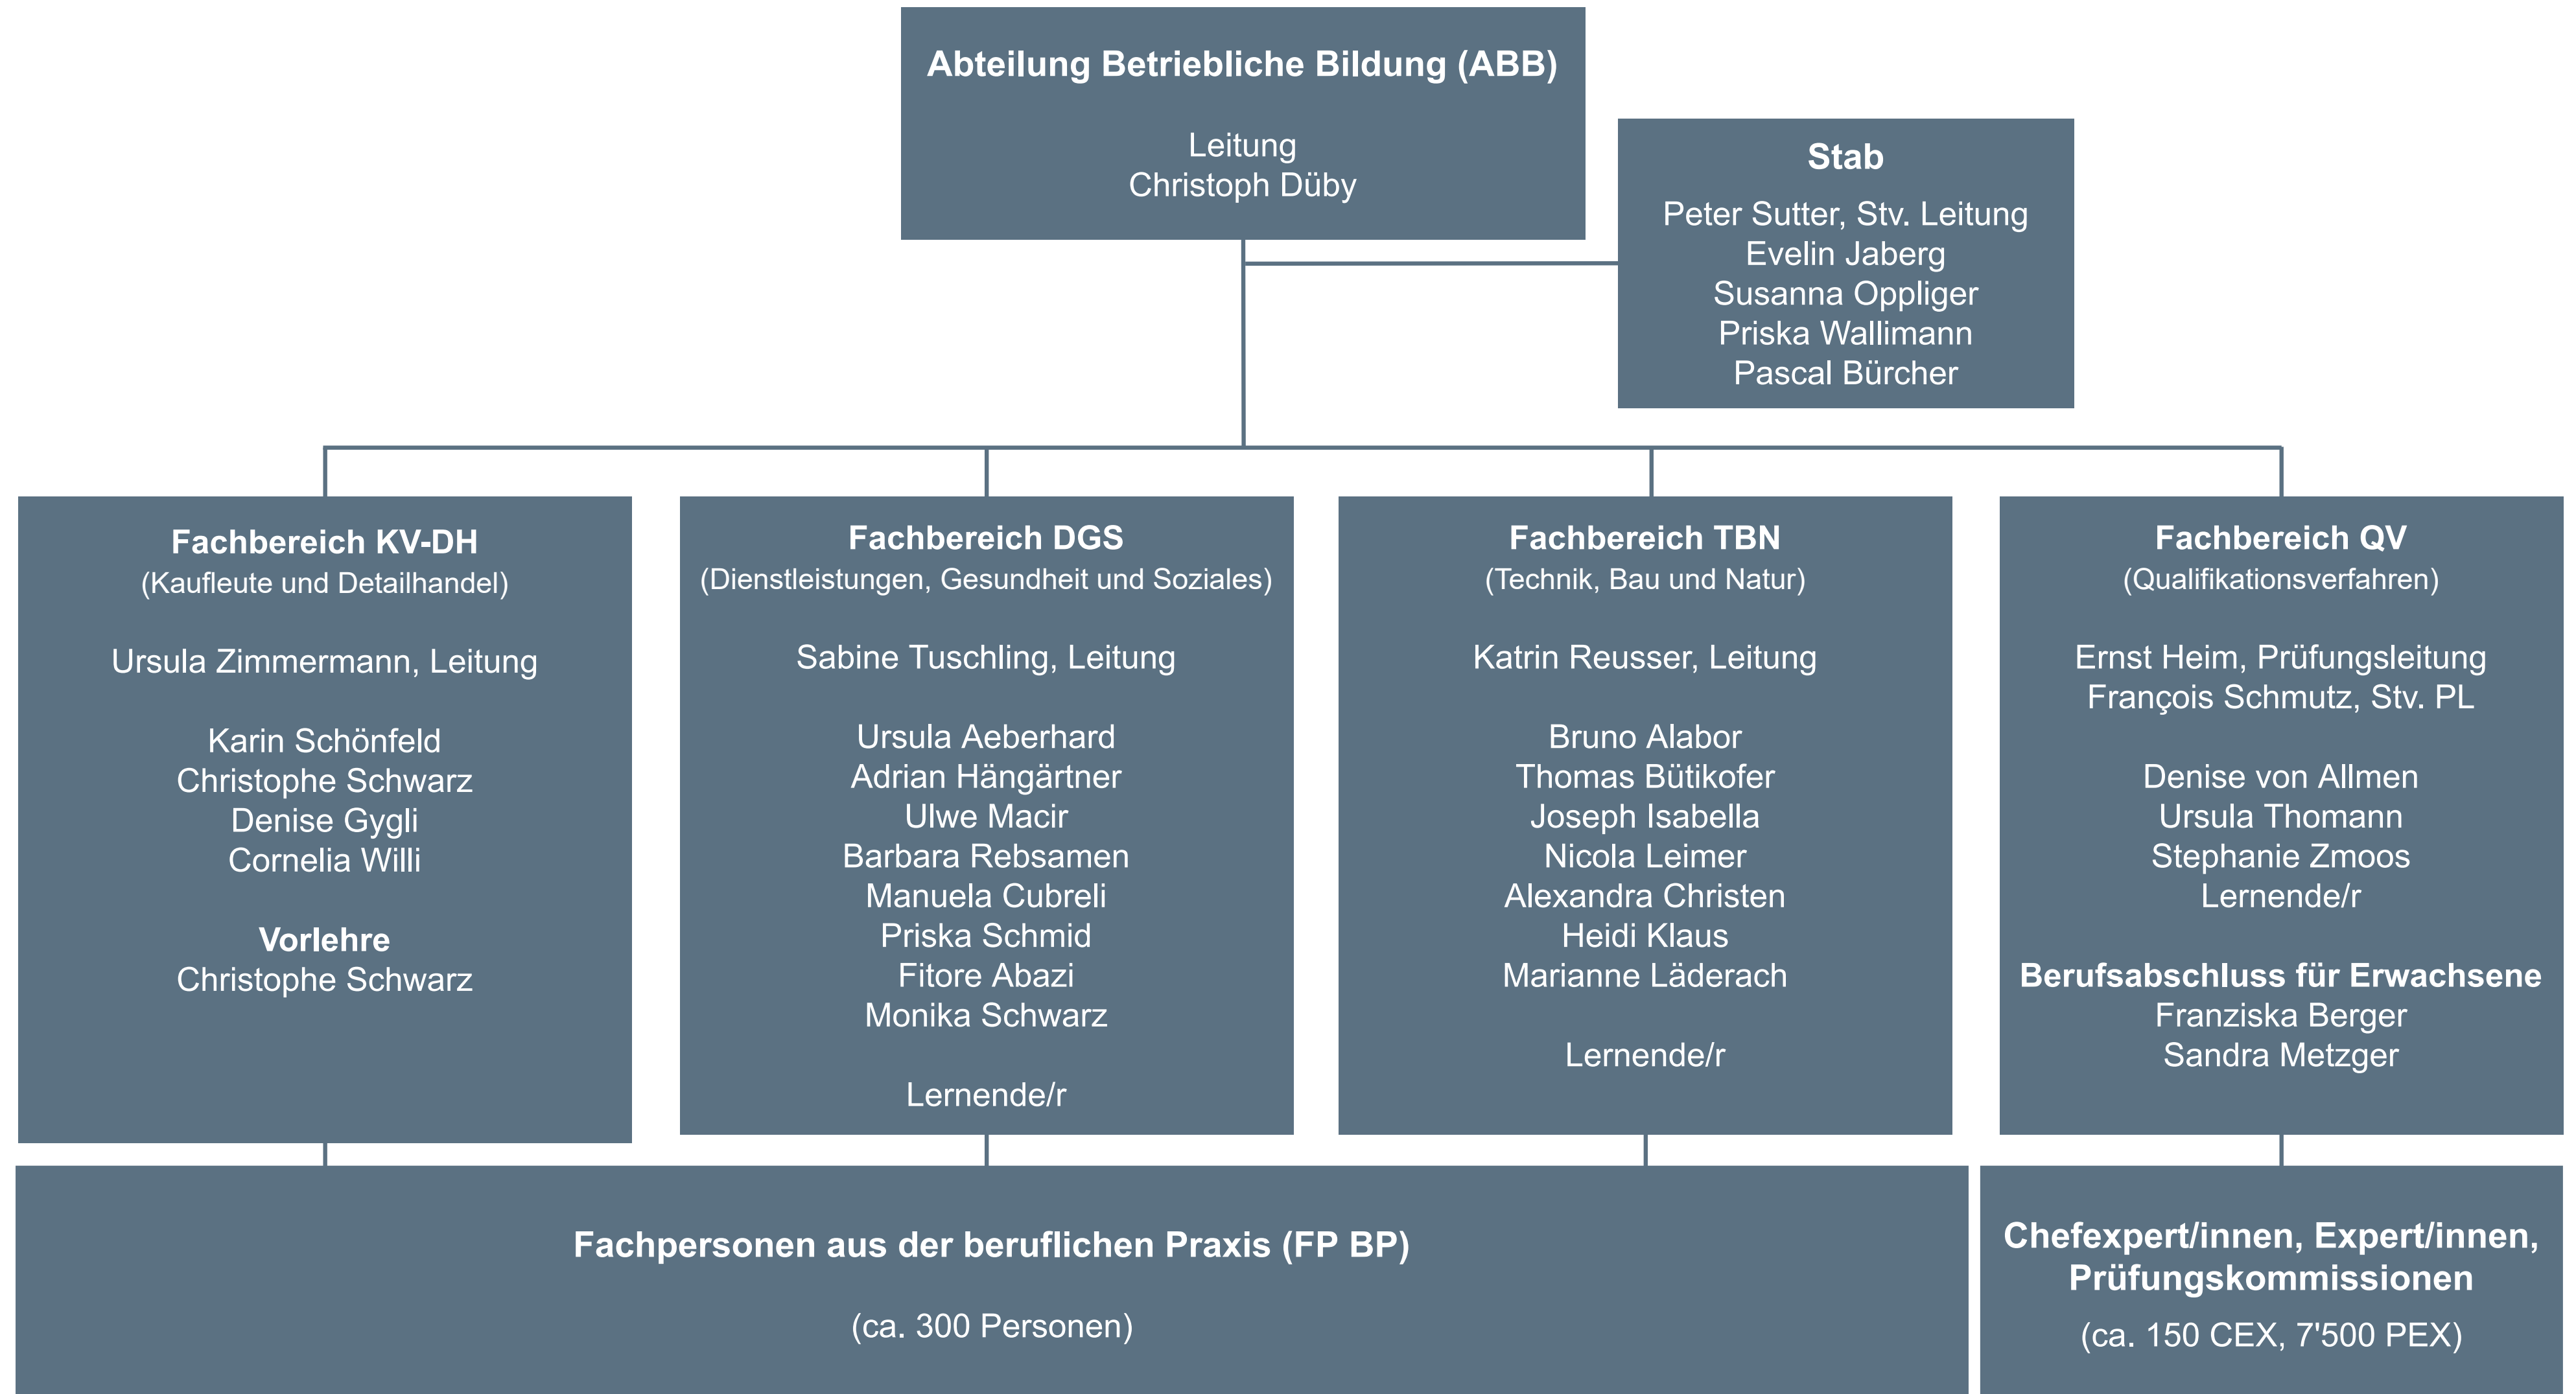 Abteilung Betriebliche Bildung (ABB)
Leitung
Christoph Düby
Stab
Peter Sutter, Stv. Leitung
Evelin Jaberg
Susanna Oppliger
Priska Wallimann
Pascal Bürcher
Fachbereich KV-DH
(Kaufleute und Detailhandel)
Ursula Zimmermann, Leitung
Karin Schönfeld
Christophe Schwarz
Denise Gygli
Cornelia Willi
Vorlehre
Christophe Schwarz
Fachbereich DGS
(Dienstleistungen, Gesundheit und Soziales)
Sabine Tuschling, Leitung
Ursula Aeberhard
Adrian Hängärtner
Ulwe Macir
Barbara Rebsamen
Manuela Cubreli
Priska Schmid
Fitore Abazi
Monika Schwarz
Lernende/r
Fachbereich TBN
(Technik, Bau und Natur)
Katrin Reusser, Leitung
Bruno Alabor
Thomas Bütikofer
Joseph Isabella
Nicola Leimer
Alexandra Christen
Heidi Klaus
Marianne Läderach
Lernende/r
Fachbereich QV
(Qualifikationsverfahren)
Ernst Heim, Prüfungsleitung
François Schmutz, Stv. PL
Denise von Allmen
Ursula Thomann
Stephanie Zmoos
Lernende/r
Berufsabschluss für Erwachsene
Franziska Berger
Sandra Metzger
Fachpersonen aus der beruflichen Praxis (FP BP)
(ca. 300 Personen)
Chefexpert/innen, Expert/innen,
Prüfungskommissionen
(ca. 150 CEX, 7'500 PEX)